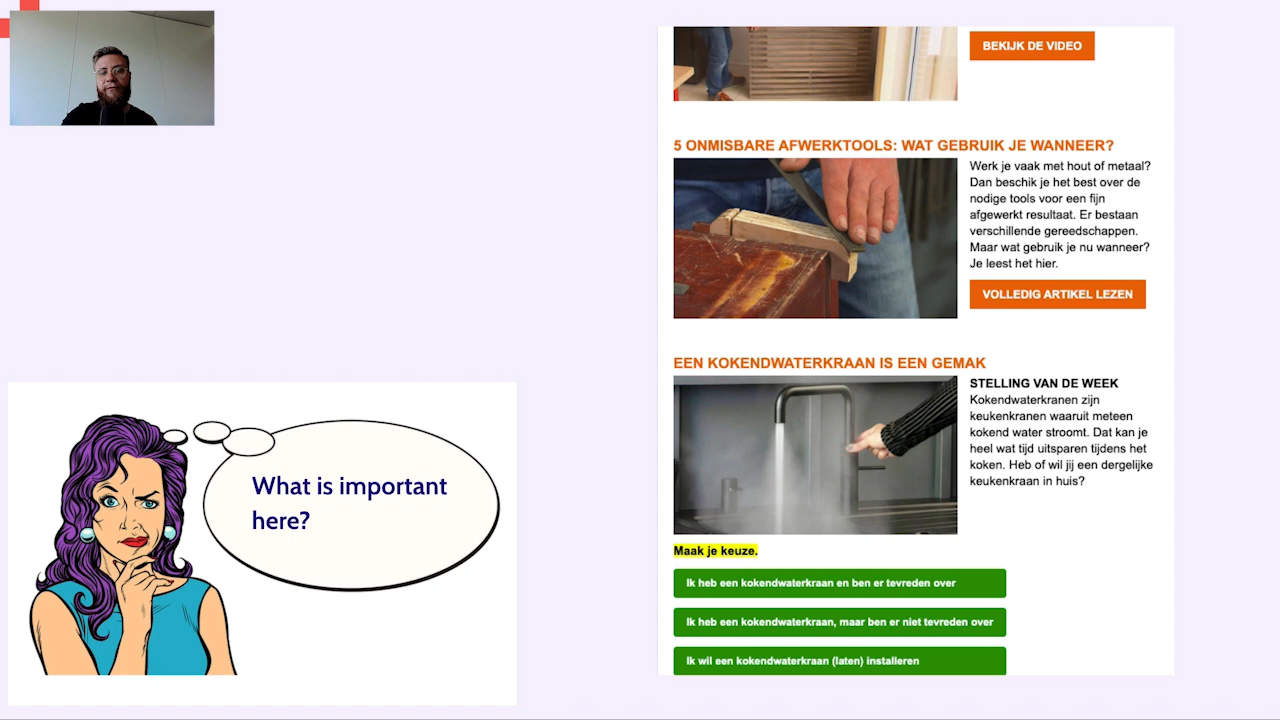 BEKIJK DE VIDEO
5 ONMISBARE AFWERKTOOLS: WAT GEBRUIK JE WANNEER?
Werk je vaak met hout of metaal?
Dan beschik je het best over de
nodige tools voor een fijn
afgewerkt resultaat. Er bestaan
verschillende gereedschappen.
Maar wat gebruik je nu wanneer?
Je leest het hier.
VOLLEDIG ARTIKEL LEZEN
EEN KOKENDWATERKRAAN IS EEN GEMAK
STELLING VAN DE WEEK
Kokendwaterkranen zijn
keukenkranen waaruit meteen
kokend water stroomt. Dat kan je
heel wat tijd uitsparen tijdens het
koken. Heb of wil jij een dergelijke
keukenkraan in huis?
Maak je keuze.
Ik heb een kokendwaterkraan en ben er tevreden over
Ik heb een kokendwaterkraan, maar ben er niet tevreden over
Ik wil een kokendwaterkraan (laten) installeren
What is important
here?